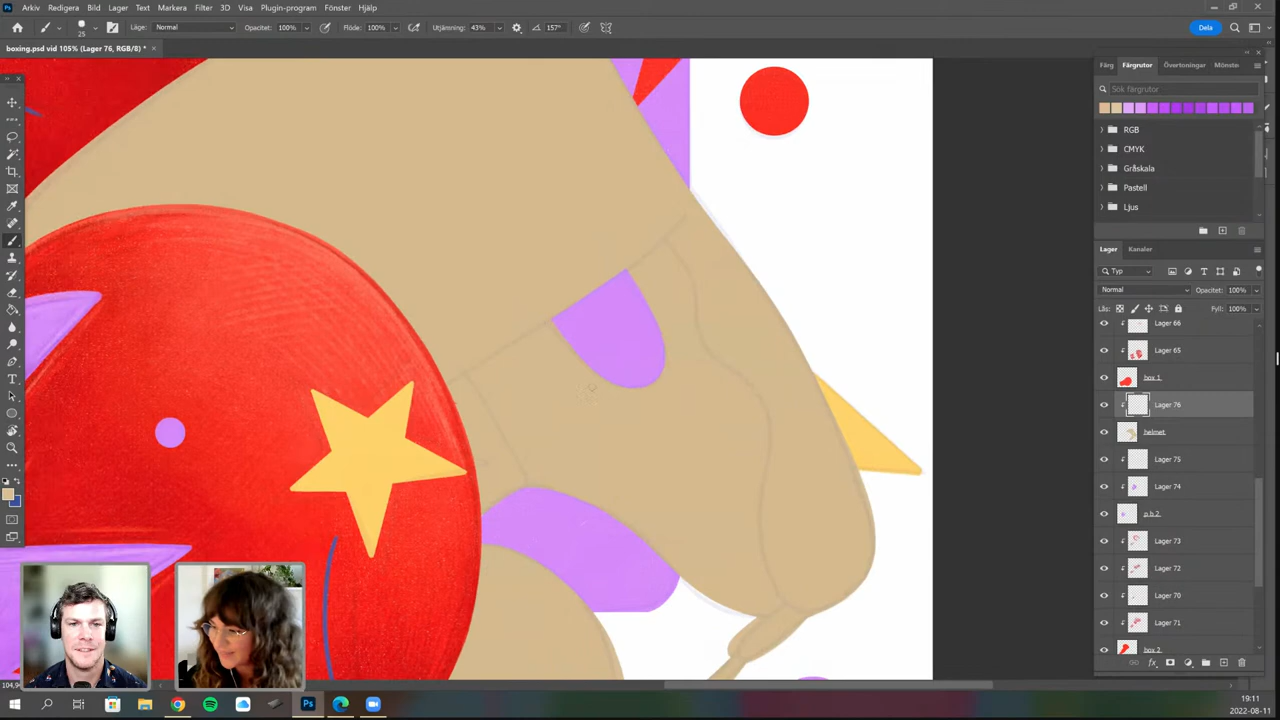 Arkiv Redigera Bild Lager Text Markera Filter 3D Visa Plugin-program Fönster Hjälp
25 Läge: Normal Opacitet: 100% Flöde: 100% Utjämning: 43% 157° Dela
boxing.psd vid 105% (Lager 76, RGB/8) *
Färg Färgrutor Övertoningar Mönste
Sök färgrutor
RGB
CMYK
Gråskala
Pastell
Ljus
Lager Kanaler
Typ
Normal Opacitet: 100%
Lås: Fyll: 100%
Lager 66
Lager 65
box 1
Lager 76
helmet
Lager 75
Lager 74
p b 2
Lager 73
Lager 72
Lager 70
Lager 71
box 2
19:11
2022-08-11